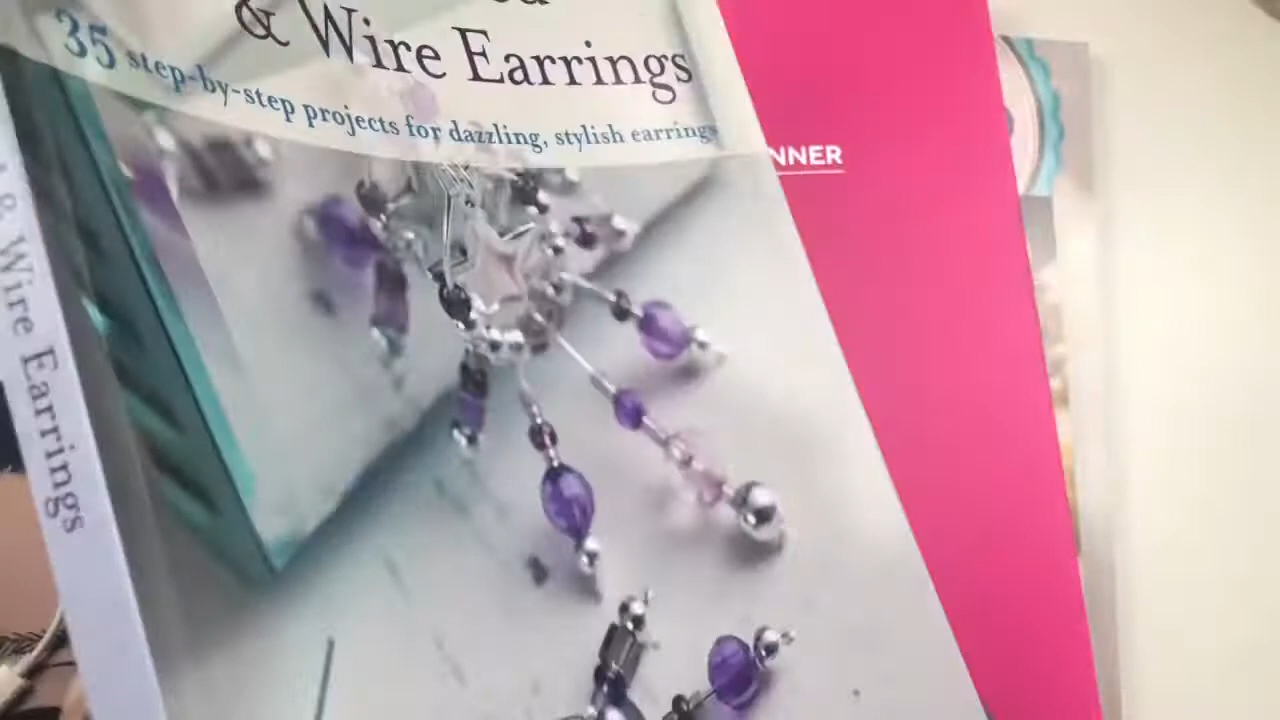 & Wire Earrings
35 step-by-step projects for dazzling, stylish earrings
NNER
& Wire Earrings